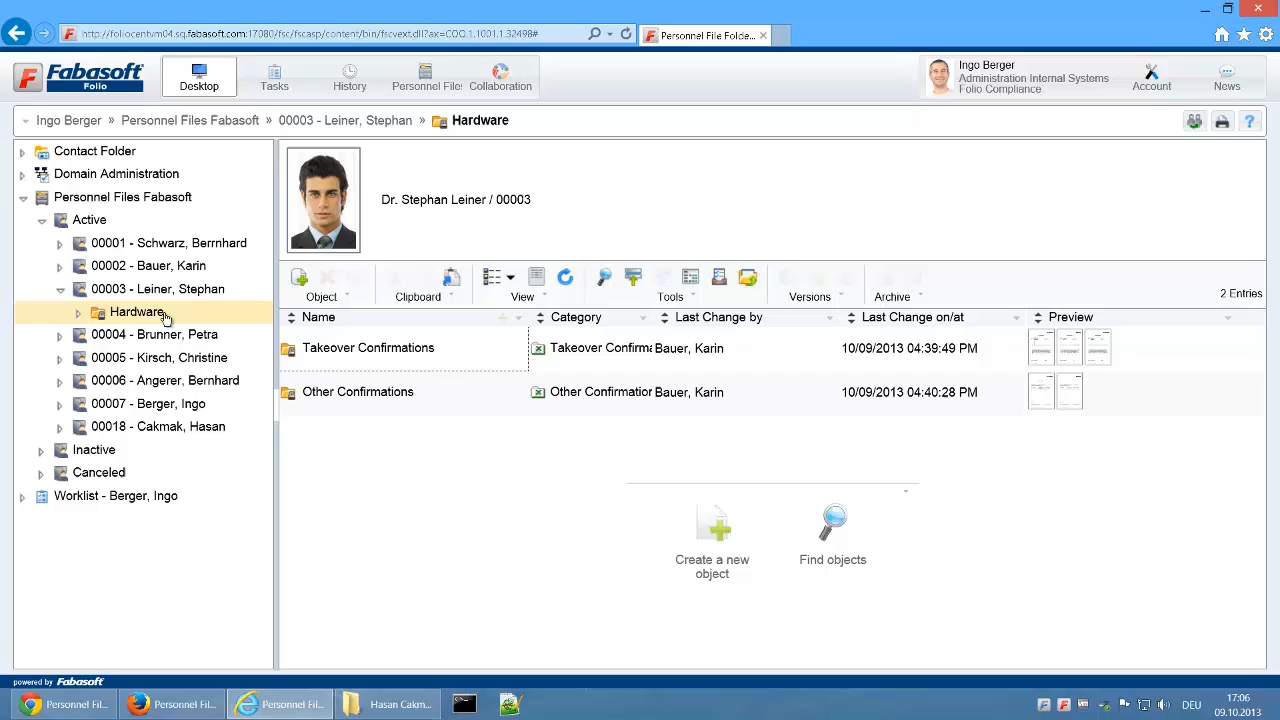 http://foliocentvm04.sq.fabasoft.com:17080/fsc/fscasp/content/bin/fscvext.dll?ax=COO.1.1001.1.32498#
Personnel File Folde...
Fabasoft
Folio
Desktop
Tasks
History
Personnel Files
Collaboration
Ingo Berger
Administration Internal Systems
Folio Compliance
Account
News
Ingo Berger » Personnel Files Fabasoft » 00003 - Leiner, Stephan » Hardware
Contact Folder
Domain Administration
Personnel Files Fabasoft
Active
00001 - Schwarz, Berrnhard
00002 - Bauer, Karin
00003 - Leiner, Stephan
Hardware
00004 - Brunner, Petra
00005 - Kirsch, Christine
00006 - Angerer, Bernhard
00007 - Berger, Ingo
00018 - Cakmak, Hasan
Inactive
Canceled
Worklist - Berger, Ingo
Dr. Stephan Leiner / 00003
Object
Clipboard
View
Tools
Versions
Archive
2 Entries
Name
Category
Last Change by
Last Change on/at
Preview
Takeover Confirmations
Takeover Confirma
Bauer, Karin
10/09/2013 04:39:49 PM
Other Confirmations
Other Confirmation
Bauer, Karin
10/09/2013 04:40:28 PM
Create a new
object
Find objects
powered by Fabasoft
Personnel Fil...
Personnel Fil...
Personnel Fil...
Hasan Cakm...
DEU
17:06
09.10.2013